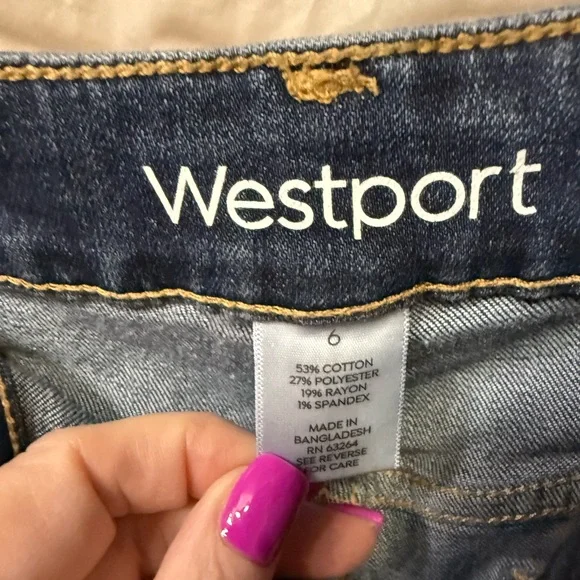 Westport
6
53% COTTON
27% POLYESTER
19% RAYON
1% SPANDEX
MADE IN
BANGLADESH
RN 63264
SEE REVERSE
FOR CARE